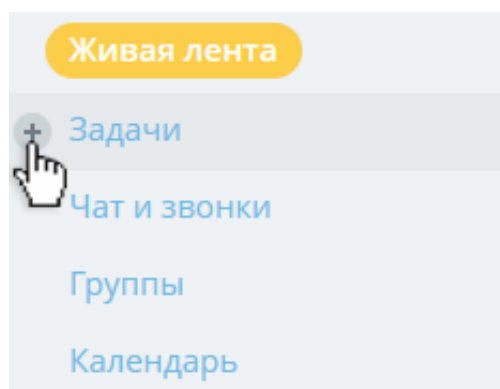 Живая лента
+ Задачи
Чат и звонки
Группы
Календарь